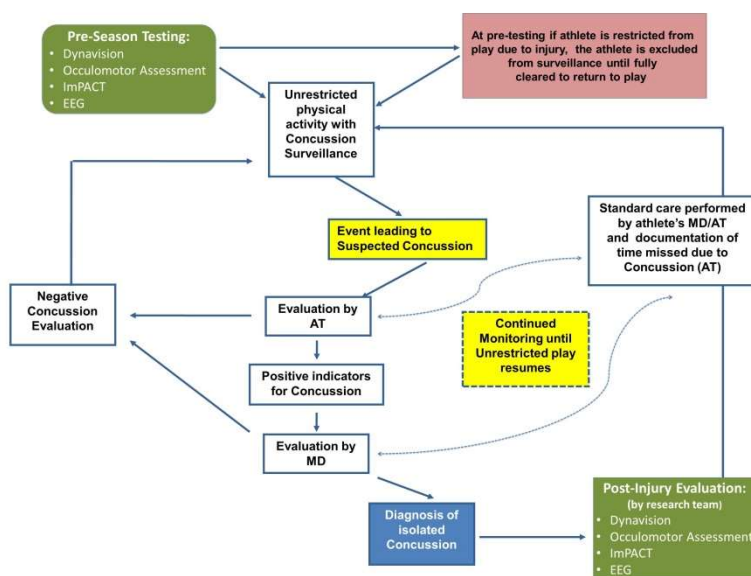 Pre-Season Testing:
• Dynavision
• Occulomotor Assessment
• ImPACT
• EEG
At pre-testing if athlete is restricted from
play due to injury, the athlete is excluded
from surveillance until fully
cleared to return to play
Unrestricted
physical
activity with
Concussion
Surveillance
Event leading to
Suspected Concussion
Standard care performed
by athlete's MD/AT
and documentation of
time missed due to
Concussion (AT)
Negative
Concussion
Evaluation
Evaluation by
AT
Continued
Monitoring until
Unrestricted play
resumes
Positive indicators
for Concussion
Evaluation by
MD
Diagnosis of
isolated
Concussion
Post-Injury Evaluation:
(by research team)
• Dynavision
• Occulomotor Assessment
• ImPACT
• EEG